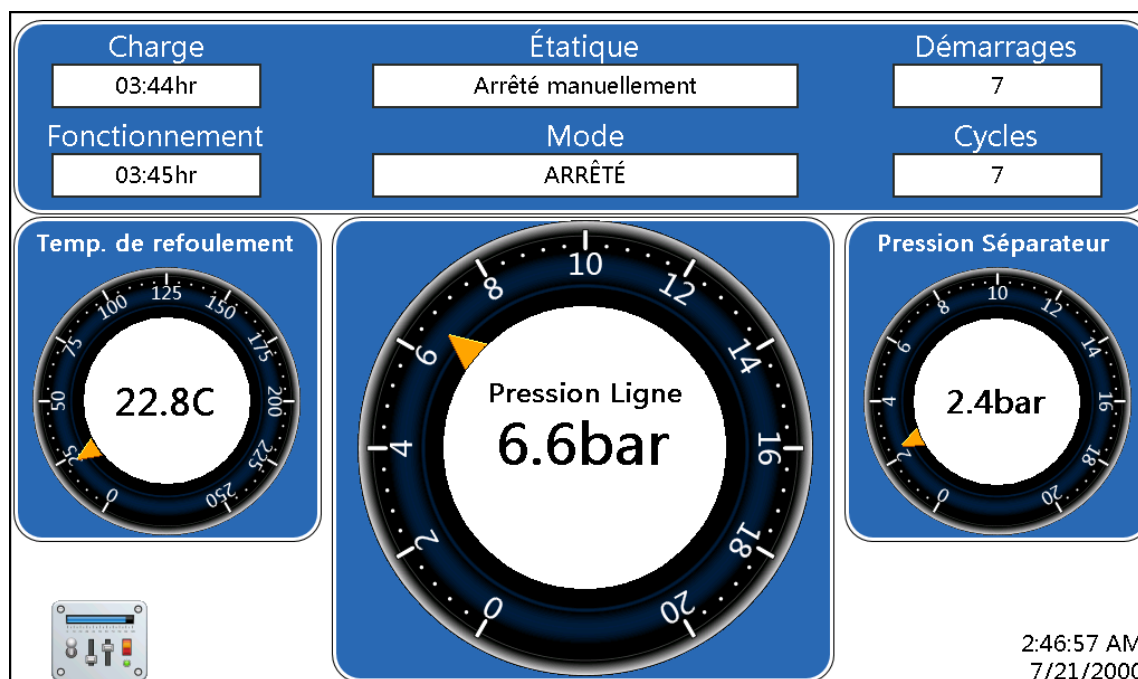 Charge Étatique Démarrages
03:44hr Arrêté manuellement 7
Fonctionnement Mode Cycles
03:45hr ARRÊTÉ 7
Temp. de refoulement
0 25 50 75 100 125 150 175 200 225 250
22.8C
0 2 4 6 8 10 12 14 16 18 20
Pression Ligne
6.6bar
Pression Séparateur
0 2 4 6 8 10 12 14 16 18 20
2.4bar
2:46:57 AM
7/21/2000